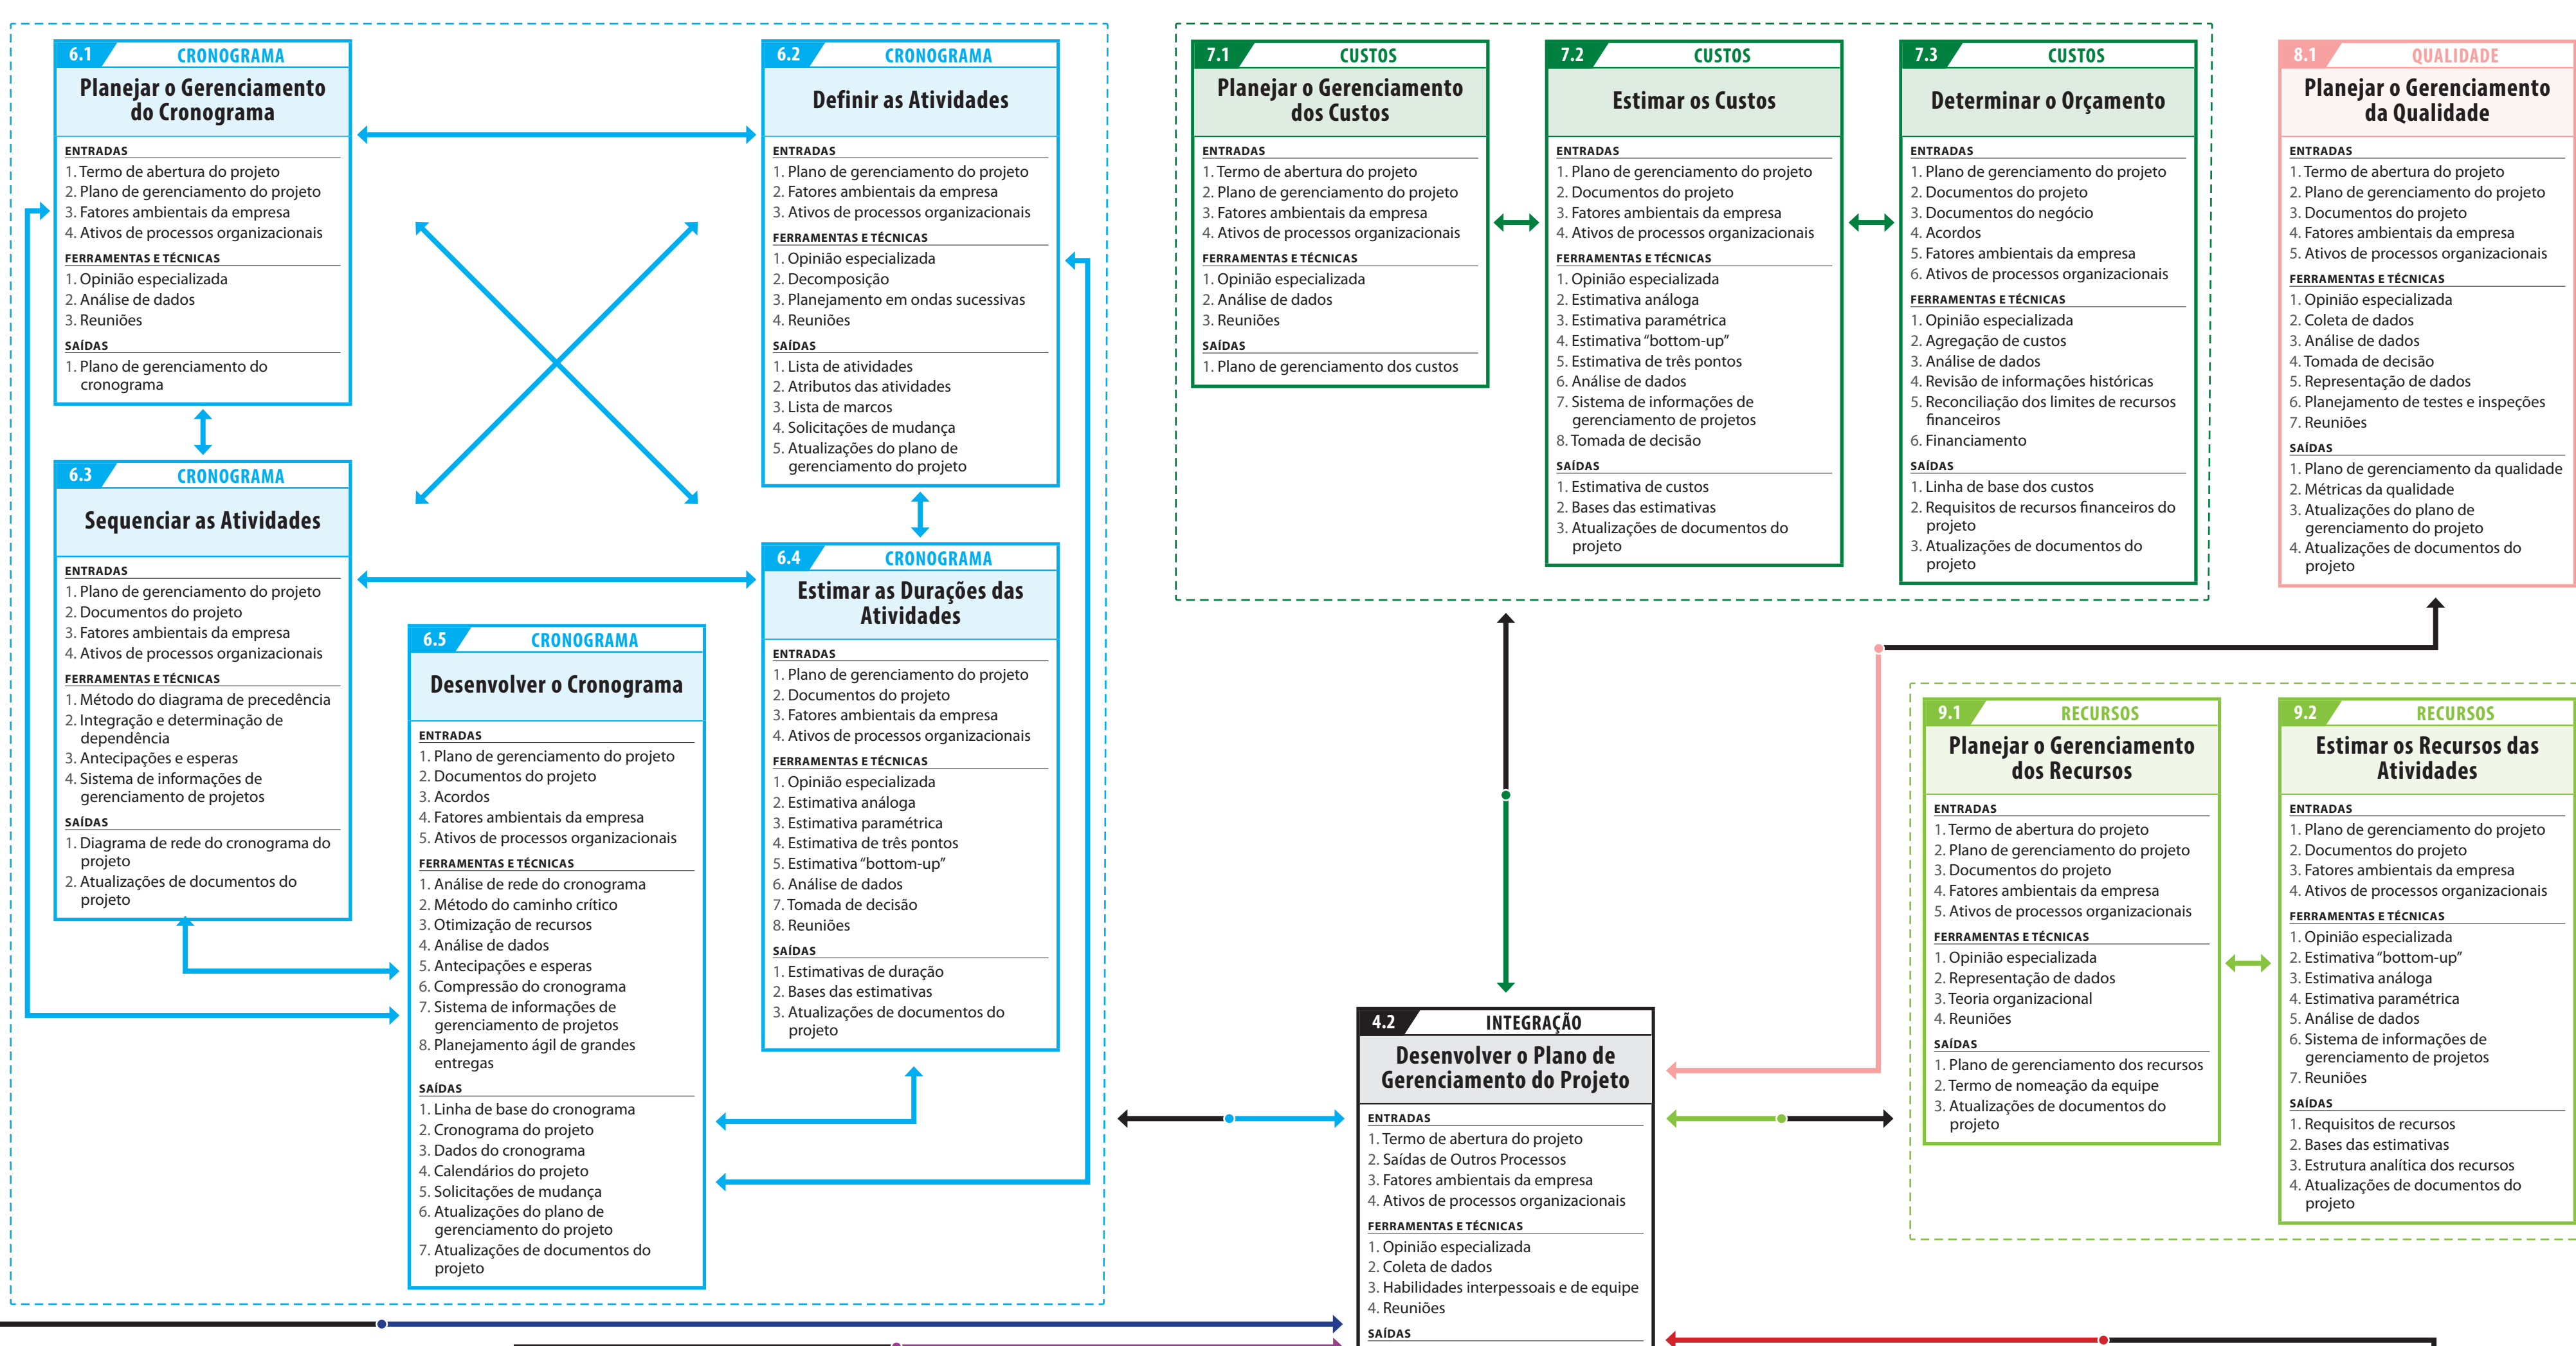 6.1 CRONOGRAMA
Planejar o Gerenciamento
do Cronograma
ENTRADAS
1. Termo de abertura do projeto
2. Plano de gerenciamento do projeto
3. Fatores ambientais da empresa
4. Ativos de processos organizacionais
FERRAMENTAS E TÉCNICAS
1. Opinião especializada
2. Análise de dados
3. Reuniões
SAÍDAS
1. Plano de gerenciamento do
cronograma
6.2 CRONOGRAMA
Definir as Atividades
ENTRADAS
1. Plano de gerenciamento do projeto
2. Fatores ambientais da empresa
3. Ativos de processos organizacionais
FERRAMENTAS E TÉCNICAS
1. Opinião especializada
2. Decomposição
3. Planejamento em ondas sucessivas
4. Reuniões
SAÍDAS
1. Lista de atividades
2. Atributos das atividades
3. Lista de marcos
4. Solicitações de mudança
5. Atualizações do plano de
gerenciamento do projeto
6.3 CRONOGRAMA
Sequenciar as Atividades
ENTRADAS
1. Plano de gerenciamento do projeto
2. Documentos do projeto
3. Fatores ambientais da empresa
4. Ativos de processos organizacionais
FERRAMENTAS E TÉCNICAS
1. Método do diagrama de precedência
2. Integração e determinação de
dependência
3. Antecipações e esperas
4. Sistema de informações de
gerenciamento de projetos
SAÍDAS
1. Diagrama de rede do cronograma do
projeto
2. Atualizações de documentos do
projeto
6.4 CRONOGRAMA
Estimar as Durações das
Atividades
ENTRADAS
1. Plano de gerenciamento do projeto
2. Documentos do projeto
3. Fatores ambientais da empresa
4. Ativos de processos organizacionais
FERRAMENTAS E TÉCNICAS
1. Opinião especializada
2. Estimativa análoga
3. Estimativa paramétrica
4. Estimativa de três pontos
5. Estimativa “bottom-up”
6. Análise de dados
7. Tomada de decisão
8. Reuniões
SAÍDAS
1. Estimativas de duração
2. Bases das estimativas
3. Atualizações de documentos do
projeto
6.5 CRONOGRAMA
Desenvolver o Cronograma
ENTRADAS
1. Plano de gerenciamento do projeto
2. Documentos do projeto
3. Acordos
4. Fatores ambientais da empresa
5. Ativos de processos organizacionais
FERRAMENTAS E TÉCNICAS
1. Análise de rede do cronograma
2. Método do caminho crítico
3. Otimização de recursos
4. Análise de dados
5. Antecipações e esperas
6. Compressão do cronograma
7. Sistema de informações de
gerenciamento de projetos
8. Planejamento ágil de grandes
entregas
SAÍDAS
1. Linha de base do cronograma
2. Cronograma do projeto
3. Dados do cronograma
4. Calendários do projeto
5. Solicitações de mudança
6. Atualizações do plano de
gerenciamento do projeto
7. Atualizações de documentos do
projeto
7.1 CUSTOS
Planejar o Gerenciamento
dos Custos
ENTRADAS
1. Termo de abertura do projeto
2. Plano de gerenciamento do projeto
3. Fatores ambientais da empresa
4. Ativos de processos organizacionais
FERRAMENTAS E TÉCNICAS
1. Opinião especializada
2. Análise de dados
3. Reuniões
SAÍDAS
1. Plano de gerenciamento dos custos
7.2 CUSTOS
Estimar os Custos
ENTRADAS
1. Plano de gerenciamento do projeto
2. Documentos do projeto
3. Fatores ambientais da empresa
4. Ativos de processos organizacionais
FERRAMENTAS E TÉCNICAS
1. Opinião especializada
2. Estimativa análoga
3. Estimativa paramétrica
4. Estimativa “bottom-up”
5. Estimativa de três pontos
6. Análise de dados
7. Sistema de informações de
gerenciamento de projetos
8. Tomada de decisão
SAÍDAS
1. Estimativa de custos
2. Bases das estimativas
3. Atualizações de documentos do
projeto
7.3 CUSTOS
Determinar o Orçamento
ENTRADAS
1. Plano de gerenciamento do projeto
2. Documentos do projeto
3. Documentos do negócio
4. Acordos
5. Fatores ambientais da empresa
6. Ativos de processos organizacionais
FERRAMENTAS E TÉCNICAS
1. Opinião especializada
2. Agregação de custos
3. Análise de dados
4. Revisão de informações históricas
5. Reconciliação dos limites de recursos
financeiros
6. Financiamento
SAÍDAS
1. Linha de base dos custos
2. Requisitos de recursos financeiros do
projeto
3. Atualizações de documentos do
projeto
8.1 QUALIDADE
Planejar o Gerenciamento
da Qualidade
ENTRADAS
1. Termo de abertura do projeto
2. Plano de gerenciamento do projeto
3. Documentos do projeto
4. Fatores ambientais da empresa
5. Ativos de processos organizacionais
FERRAMENTAS E TÉCNICAS
1. Opinião especializada
2. Coleta de dados
3. Análise de dados
4. Tomada de decisão
5. Representação de dados
6. Planejamento de testes e inspeções
7. Reuniões
SAÍDAS
1. Plano de gerenciamento da qualidade
2. Métricas da qualidade
3. Atualizações do plano de
gerenciamento do projeto
4. Atualizações de documentos do
projeto
9.1 RECURSOS
Planejar o Gerenciamento
dos Recursos
ENTRADAS
1. Termo de abertura do projeto
2. Plano de gerenciamento do projeto
3. Documentos do projeto
4. Fatores ambientais da empresa
5. Ativos de processos organizacionais
FERRAMENTAS E TÉCNICAS
1. Opinião especializada
2. Representação de dados
3. Teoria organizacional
4. Reuniões
SAÍDAS
1. Plano de gerenciamento dos recursos
2. Termo de nomeação da equipe
3. Atualizações de documentos do
projeto
9.2 RECURSOS
Estimar os Recursos das
Atividades
ENTRADAS
1. Plano de gerenciamento do projeto
2. Documentos do projeto
3. Fatores ambientais da empresa
4. Ativos de processos organizacionais
FERRAMENTAS E TÉCNICAS
1. Opinião especializada
2. Estimativa “bottom-up”
3. Estimativa análoga
4. Estimativa paramétrica
5. Análise de dados
6. Sistema de informações de
gerenciamento de projetos
7. Reuniões
SAÍDAS
1. Requisitos de recursos
2. Bases das estimativas
3. Estrutura analítica dos recursos
4. Atualizações de documentos do
projeto
4.2 INTEGRAÇÃO
Desenvolver o Plano de
Gerenciamento do Projeto
ENTRADAS
1. Termo de abertura do projeto
2. Saídas de Outros Processos
3. Fatores ambientais da empresa
4. Ativos de processos organizacionais
FERRAMENTAS E TÉCNICAS
1. Opinião especializada
2. Coleta de dados
3. Habilidades interpessoais e de equipe
4. Reuniões
SAÍDAS